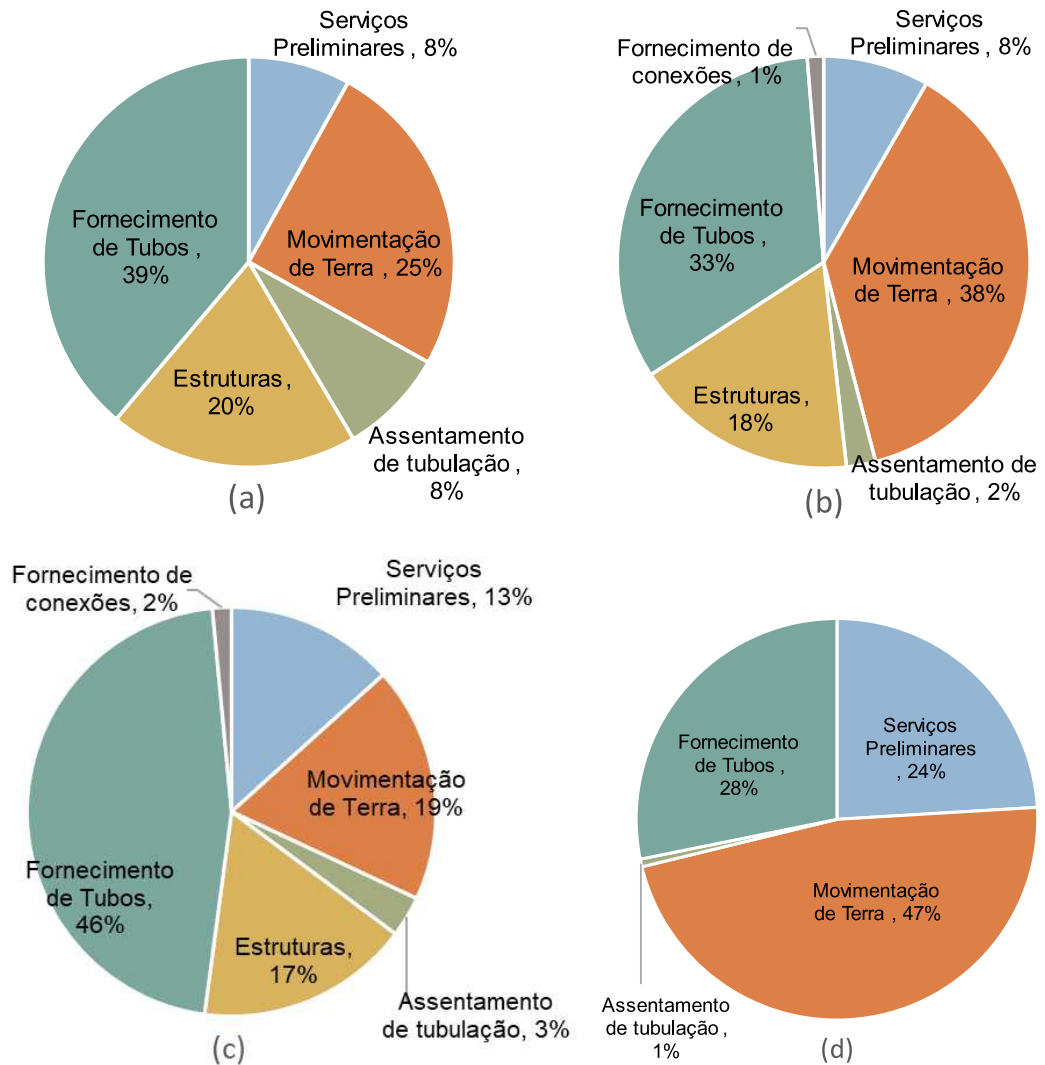 Serviços
Preliminares , 8%
Movimentação
de Terra , 25%
Assentamento
de tubulação ,
8%
Estruturas,
20%
Fornecimento
de Tubos ,
39%
(a)
Fornecimento de
conexões , 1%
Serviços
Preliminares , 8%
Movimentação
de Terra , 38%
Assentamento de
tubulação , 2%
Estruturas,
18%
Fornecimento
de Tubos ,
33%
(b)
Fornecimento de
conexões, 2%
Serviços
Preliminares, 13%
Movimentação
de Terra, 19%
Assentamento
de tubulação, 3%
Estruturas,
17%
Fornecimento
de Tubos,
46%
(c)
Serviços
Preliminares
, 24%
Movimentação
de Terra , 47%
Assentamento
de tubulação ,
1%
Fornecimento
de Tubos ,
28%
(d)